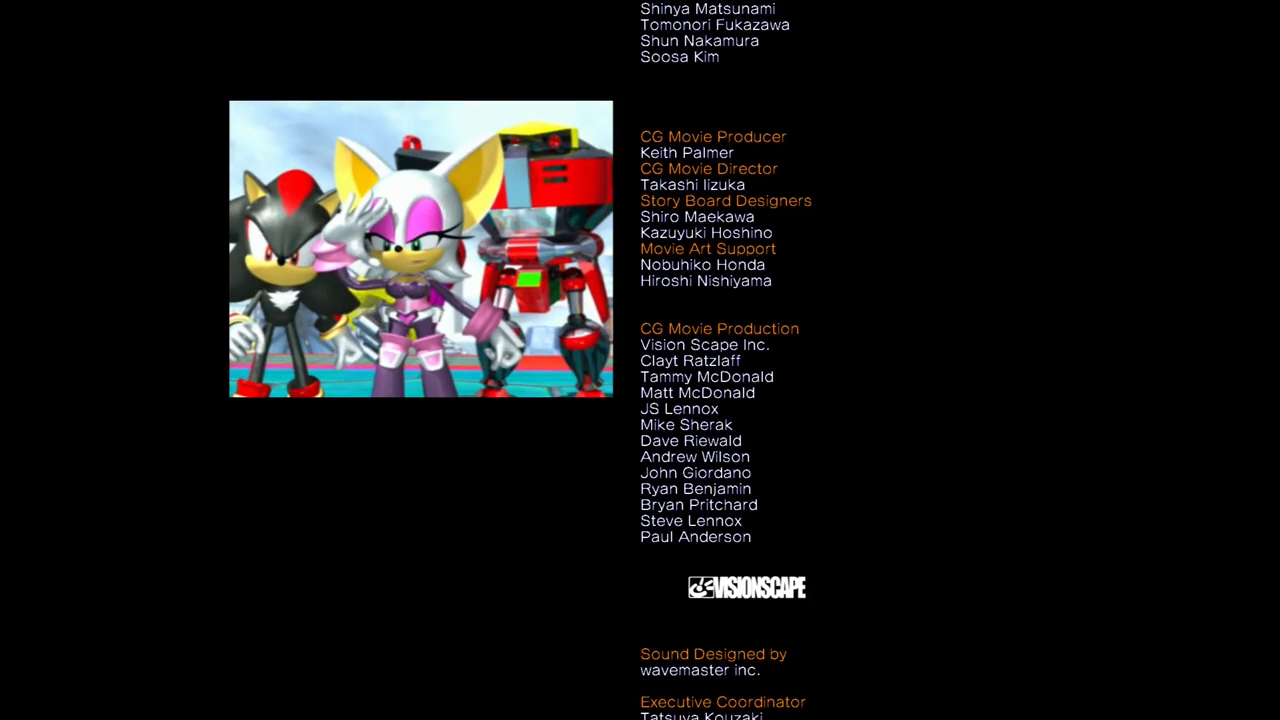 Shinya Matsunami
Tomonori Fukazawa
Shun Nakamura
Soosa Kim
CG Movie Producer
Keith Palmer
CG Movie Director
Takashi Iizuka
Story Board Designers
Shiro Maekawa
Kazuyuki Hoshino
Movie Art Support
Nobuhiko Honda
Hiroshi Nishiyama
CG Movie Production
Vision Scape Inc.
Clayt Ratzlaff
Tammy McDonald
Matt McDonald
JS Lennox
Mike Sherak
Dave Riewald
Andrew Wilson
John Giordano
Ryan Benjamin
Bryan Pritchard
Steve Lennox
Paul Anderson
VISIONSCAPE
Sound Designed by
wavemaster inc.
Executive Coordinator
Tatsuya Kouzaki